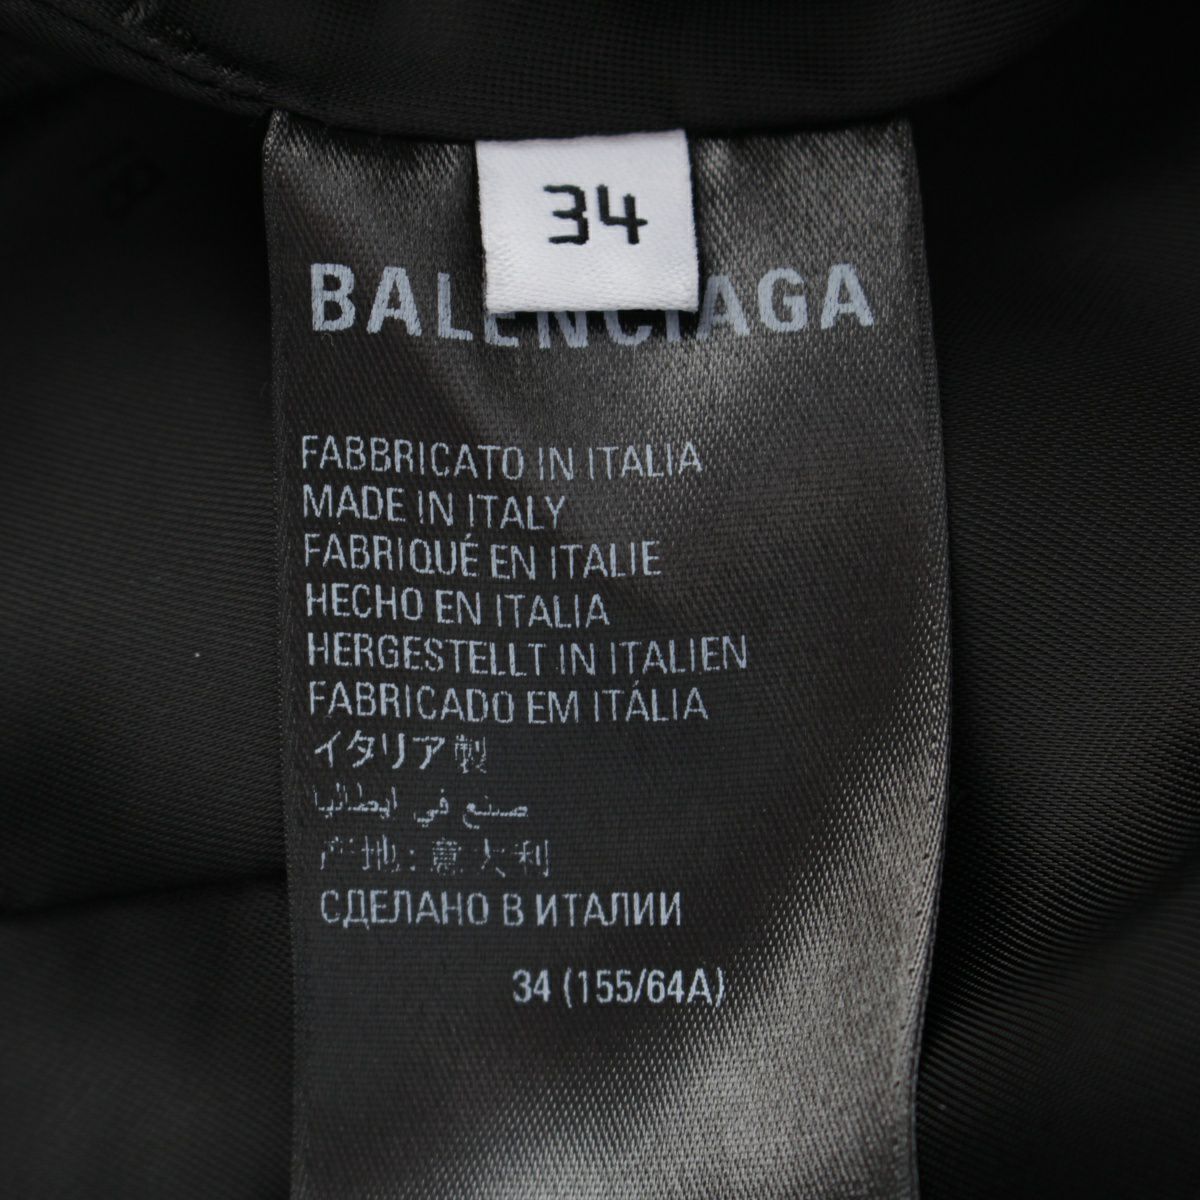 34
BALENCIAGA
FABBRICATO IN ITALIA
MADE IN ITALY
FABRIQUÉ EN ITALIE
HECHO EN ITALIA
HERGESTELLT IN ITALIEN
FABRICADO EM ITÁLIA
イタリア製
صنع في ايطاليا
产地: 意大利
СДЕЛАНО В ИТАЛИИ
34 (155/64A)